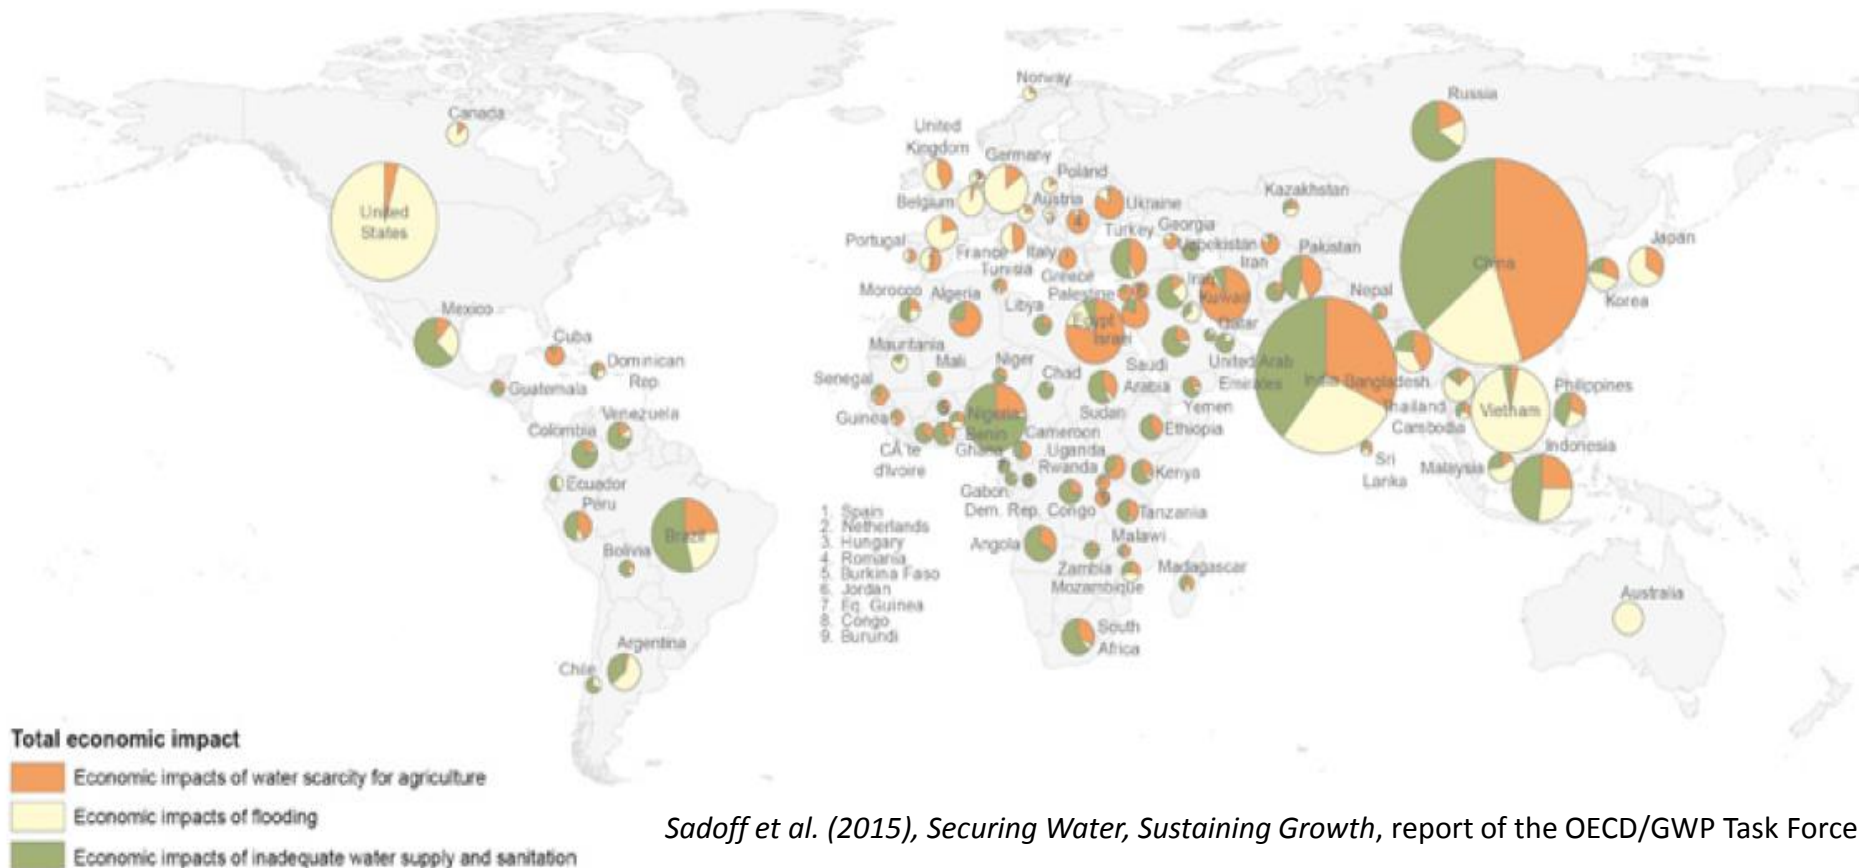 Norway
Russia
Canada
United
Kingdom
Germany
Poland
Kazakhstan
Belgium
Austria
Ukraine
United
States
Portugal
France
Italy
Turkey
Georgia
Uzbekistan
Pakistan
Japan
Tunisia
Greece
Iran
China
Morocco
Algeria
Libya
Palestine
Iraq
Kuwait
Nepal
Korea
Mexico
Egypt
Israel
Qatar
Cuba
Dominican
Rep.
Mauritania
Mali
Niger
Chad
Saudi
Arabia
United Arab
Emirates
India
Bangladesh
Guatemala
Senegal
Sudan
Yemen
Thailand
Vietnam
Philippines
Venezuela
Guinea
Nigeria
Benin
Cameroon
Ethiopia
Cambodia
Colombia
CÃ´te
d'Ivoire
Ghana
Uganda
Rwanda
Kenya
Sri
Lanka
Malaysia
Indonesia
Ecuador
Peru
Gabon
Dem. Rep. Congo
Tanzania
Brazil
Bolivia
Angola
Malawi
Zambia
Mozambique
Madagascar
South
Africa
Australia
Argentina
Chile
1. Spain
2. Netherlands
3. Hungary
4. Romania
5. Burkina Faso
6. Jordan
7. Eq. Guinea
8. Congo
9. Burundi
Total economic impact
Economic impacts of water scarcity for agriculture
Economic impacts of flooding
Economic impacts of inadequate water supply and sanitation
Sadoff et al. (2015), Securing Water, Sustaining Growth, report of the OECD/GWP Task Force